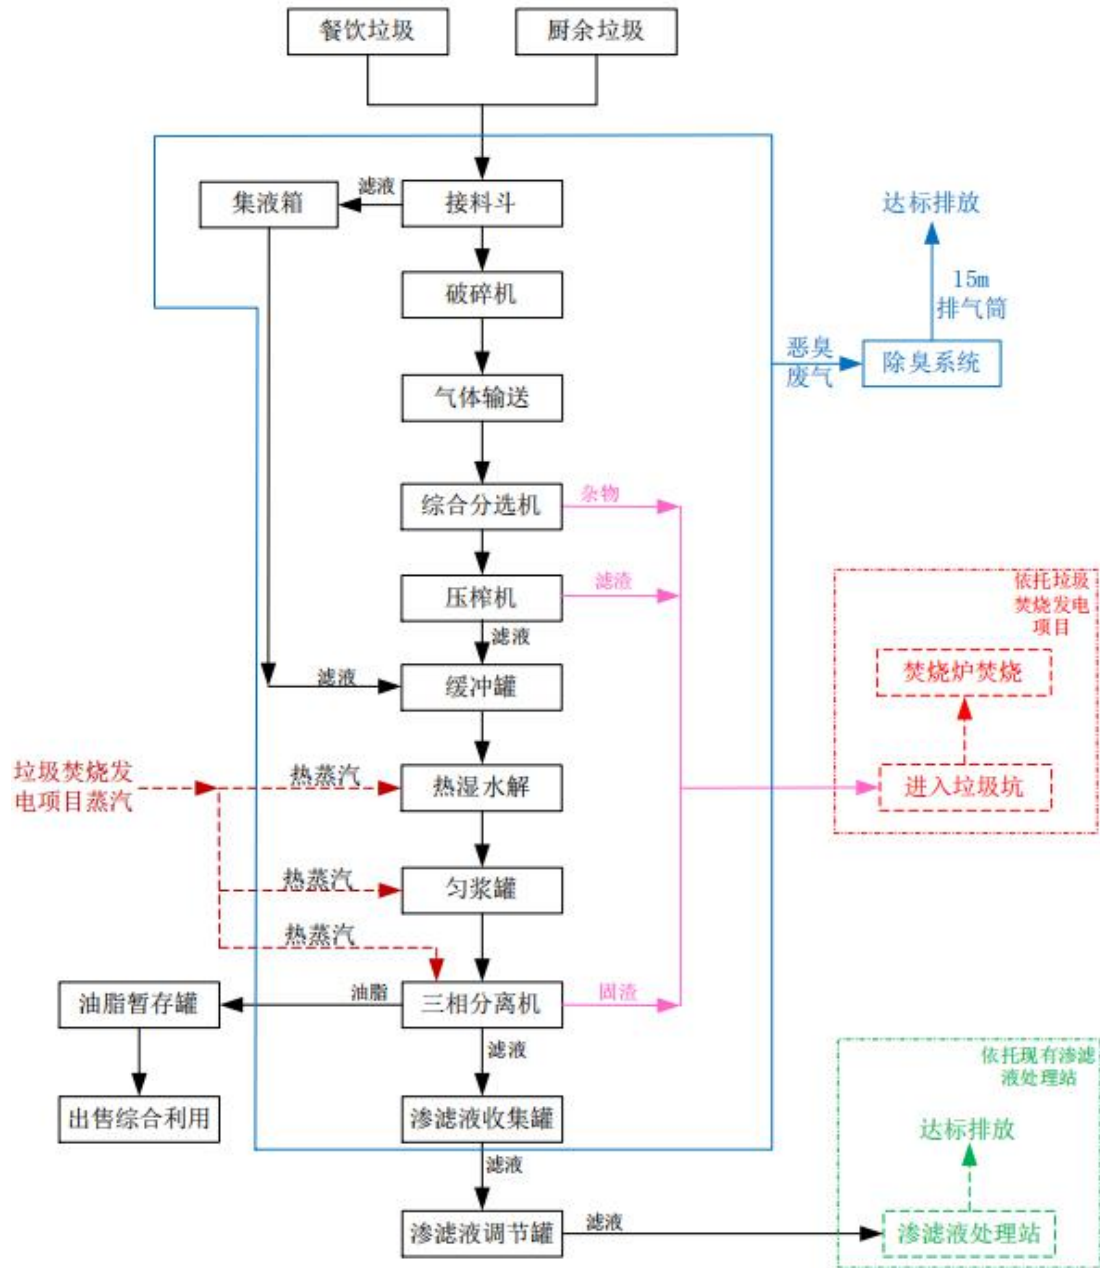 餐饮垃圾
厨余垃圾
集液箱
滤液
接料斗
达标排放
破碎机
15m
排气筒
恶臭
废气
除臭系统
气体输送
综合分选机
杂物
压榨机
滤渣
依托垃圾
焚烧发电
项目
滤液
滤液
缓冲罐
焚烧炉焚烧
垃圾焚烧发
电项目蒸汽
热蒸汽
热湿水解
进入垃圾坑
热蒸汽
匀浆罐
热蒸汽
油脂暂存罐
油脂
三相分离机
固渣
滤液
依托现有渗滤
液处理站
出售综合利用
渗滤液收集罐
达标排放
滤液
渗滤液调节罐
滤液
渗滤液处理站